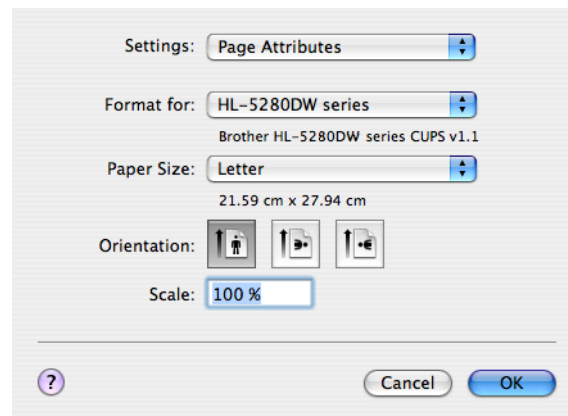 Settings: Page Attributes
Format for: HL-5280DW series
Brother HL-5280DW series CUPS v1.1
Paper Size: Letter
21.59 cm x 27.94 cm
Orientation:
Scale: 100 %
? Cancel OK